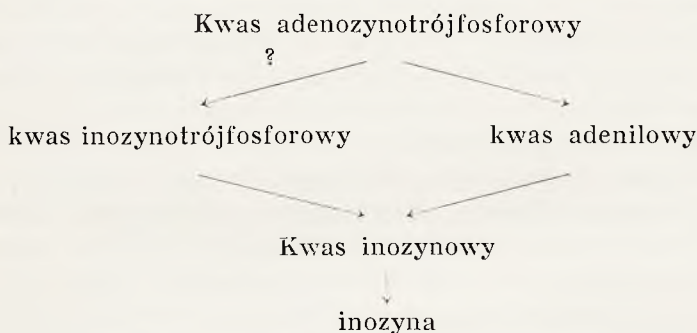 Kwas adenozynotrójfosforowy
?
kwas inozynotrójfosforowy kwas adenilowy
Kwas inozynowy
inozyna